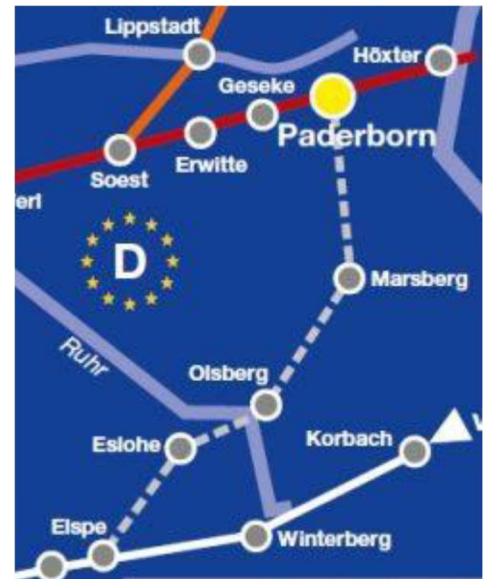 Lippstadt
Höxter
Geseke
Paderborn
Erwitte
Soest
erl
D
Marsberg
Ruhr
Olsberg
Eslohe
Korbach
Elspe
Winterberg